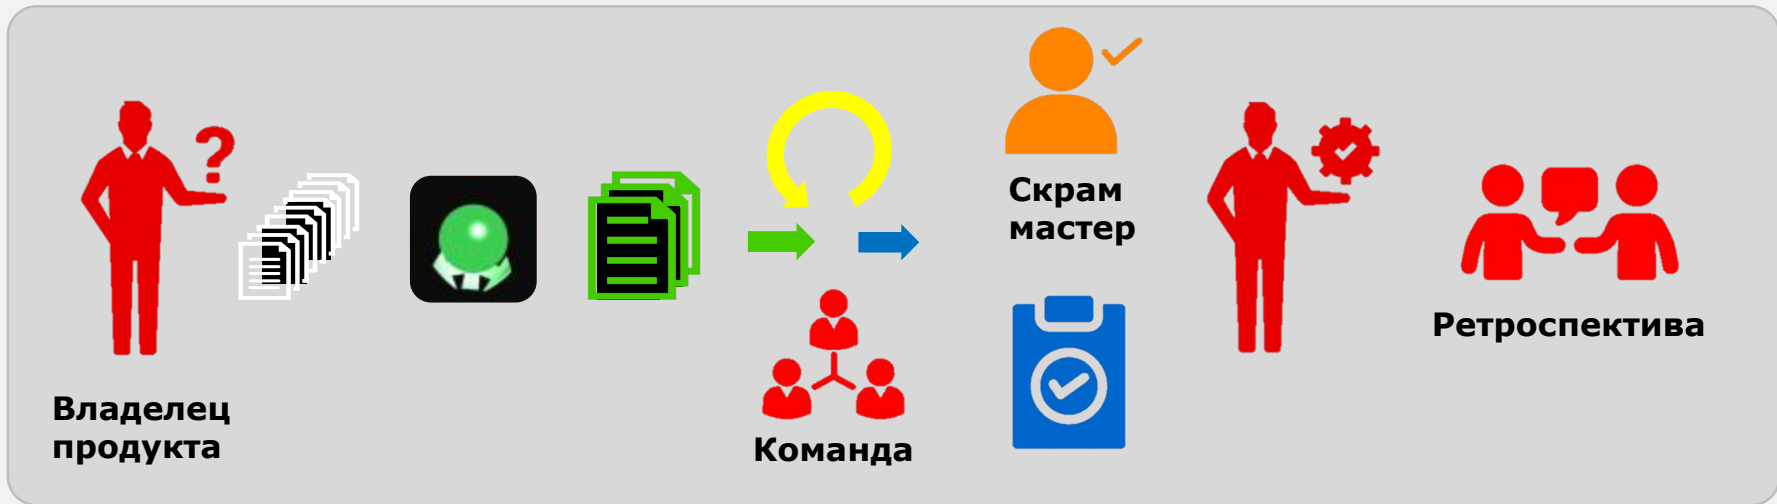 Владелец
продукта
Команда
Скрам
мастер
Ретроспектива